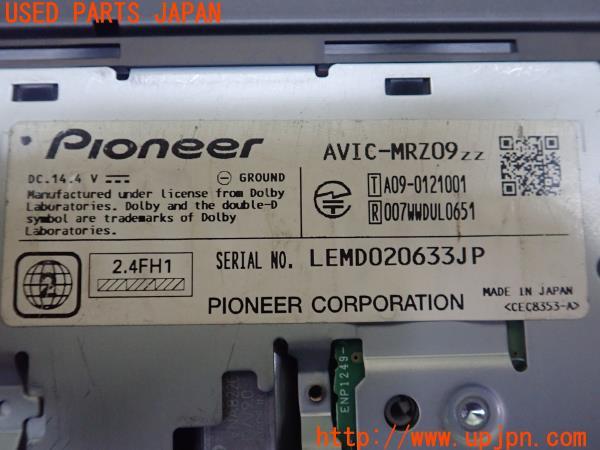 USED PARTS JAPAN
Pioneer
AVIC-MRZ09zz
DC.14.4 V
GROUND
T A09-0121001
Manufactured under license from Dolby
Laboratories. Dolby and the double-D
symbol are trademarks of Dolby
Laboratories.
R 007WWDUL0651
2.4FH1
SERIAL NO. LEMD020633JP
PIONEER CORPORATION
MADE IN JAPAN
<CEC8353-A>
ENP1249-
http://www.upjpn.com